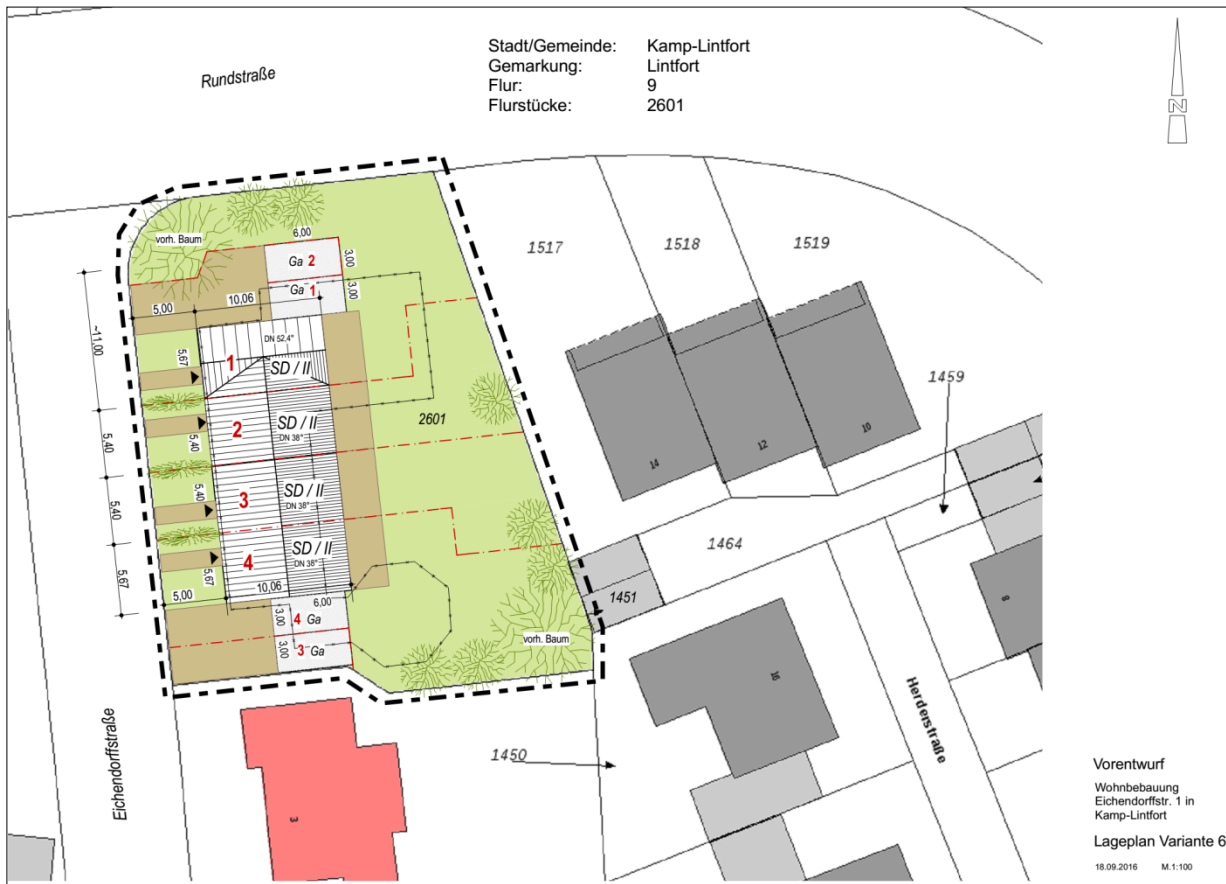 Stadt/Gemeinde: Kamp-Lintfort
Gemarkung: Lintfort
Flur: 9
Flurstücke: 2601
Rundstraße
N
vorh. Baum
6,00
Ga 2
3,00
Ga 1
3,00
5,00
10,06
~11,00
5,40
5,40
5,67
DN 52.4°
5,67
1
SD / II
2
SD / II
DN 38°
5,40
3
SD / II
DN 38°
5,40
4
SD / II
DN 38°
5,67
5,00
10,06
6,00
3,00
4 Ga
3,00
3 Ga
2601
vorh. Baum
1517
1518
1519
14
12
10
1459
1464
1451
8
16
Herderstraße
1450
3
Eichendorffstraße
Vorentwurf
Wohnbebauung
Eichendorffstr. 1 in
Kamp-Lintfort
Lageplan Variante 6
18.09.2016 M.1:100